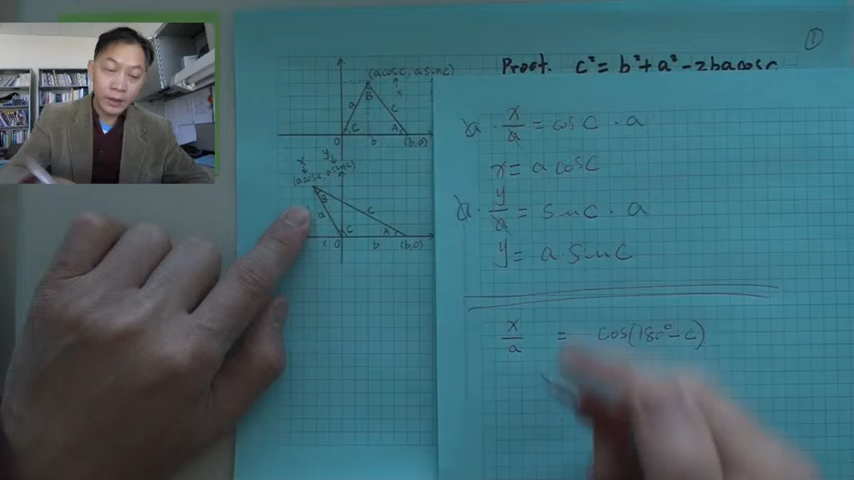 ①
Proof. c² = b² + a² - 2ba cos
(a cos C, a sin C)
B
a
c
C
A
0
b
(b,0)
x y
(a cos C, a sin C)
B
a
c
C
A
x 0
b
(b,0)
a · x/a = cos C · a
x = a cos C
a · y/a = sin C · a
y = a sin C
x/a = cos(180° - C)